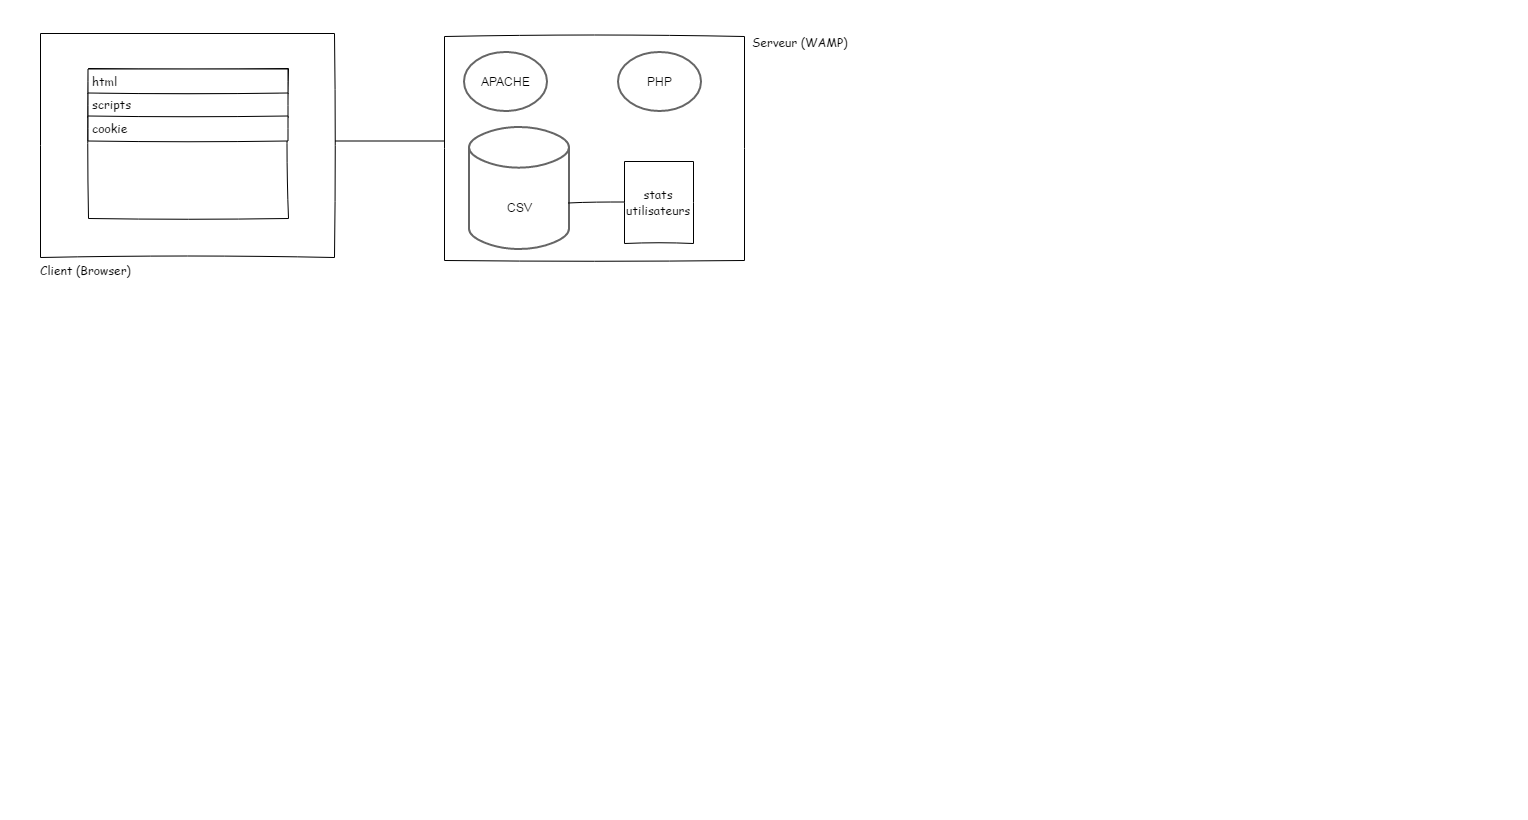 html
scripts
cookie
Client (Browser)
Serveur (WAMP)
APACHE
PHP
CSV
stats
utilisateurs